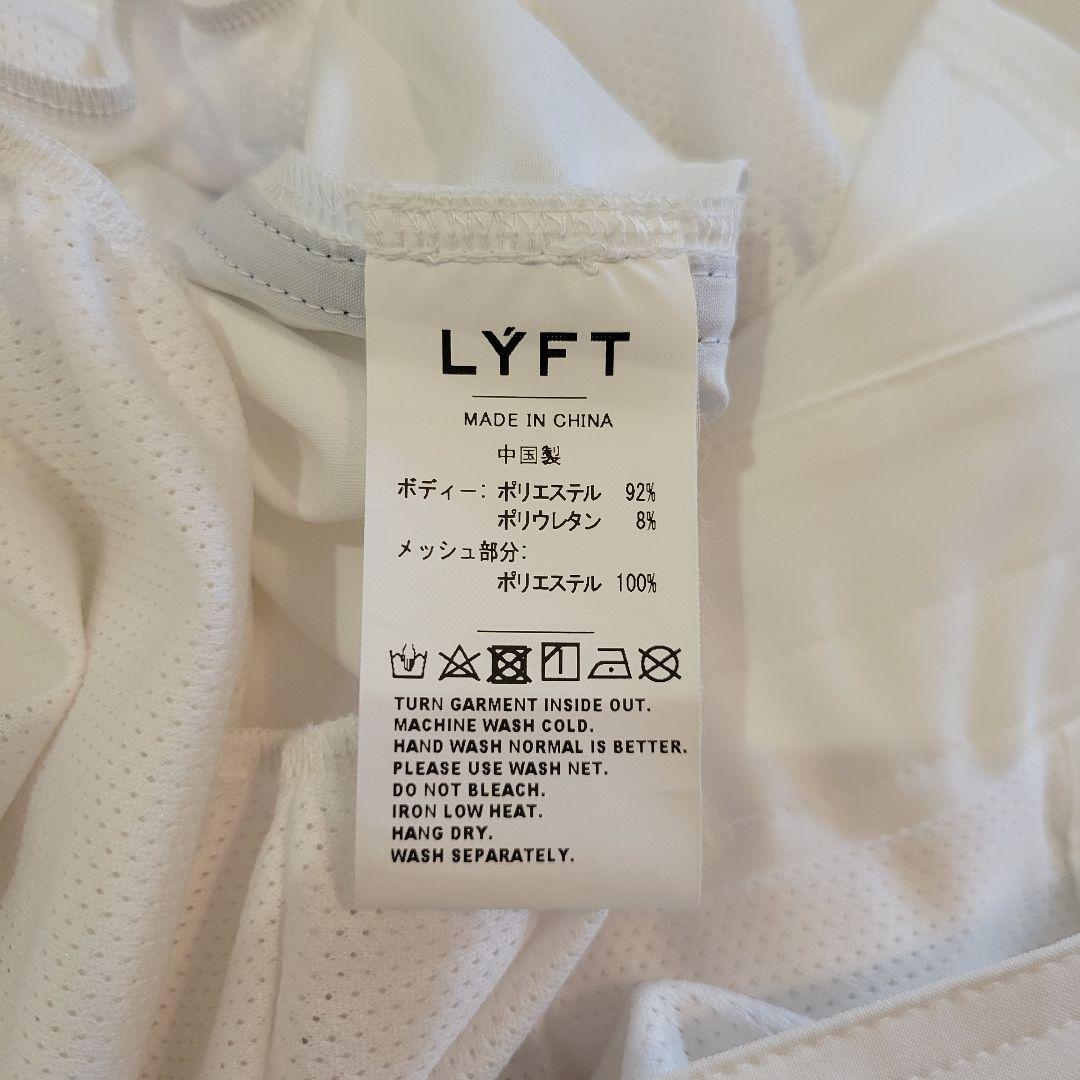 LÝFT
MADE IN CHINA
中国製
ボディー: ポリエステル 92%
ポリウレタン 8%
メッシュ部分:
ポリエステル 100%
TURN GARMENT INSIDE OUT.
MACHINE WASH COLD.
HAND WASH NORMAL IS BETTER.
PLEASE USE WASH NET.
DO NOT BLEACH.
IRON LOW HEAT.
HANG DRY.
WASH SEPARATELY.